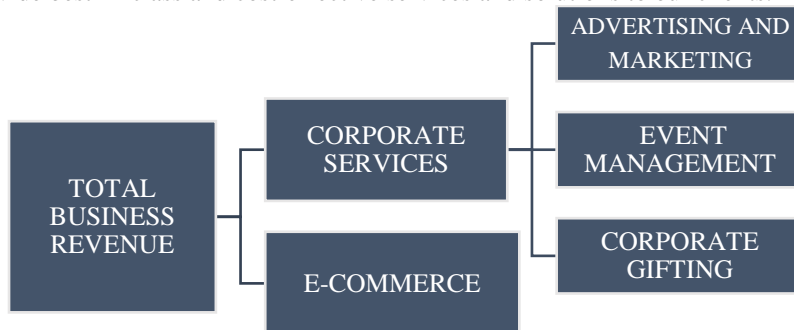 ADVERTISING AND
MARKETING
CORPORATE
SERVICES
EVENT
MANAGEMENT
TOTAL
BUSINESS
REVENUE
E-COMMERCE
CORPORATE
GIFTING